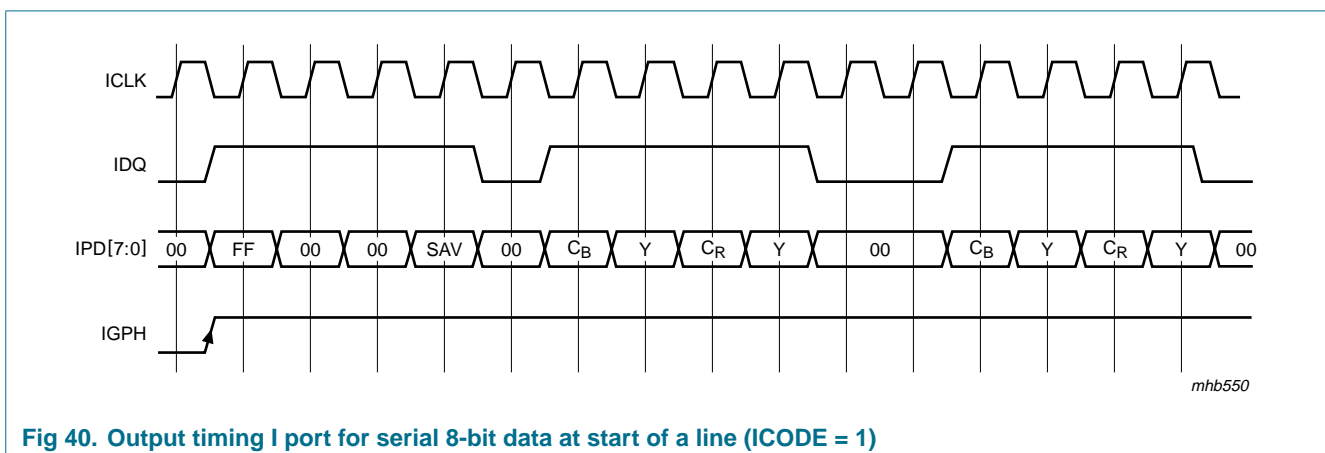 ICLK
IDQ
IPD[7:0] 00 FF 00 00 SAV 00 CB Y CR Y 00 CB Y CR Y 00
IGPH
mhb550
Fig 40. Output timing I port for serial 8-bit data at start of a line (ICODE = 1)